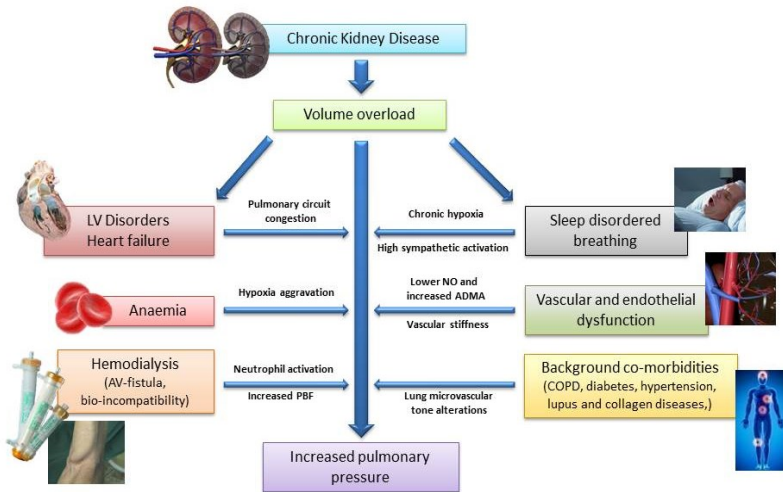 Chronic Kidney Disease
Volume overload
LV Disorders
Heart failure
Pulmonary circuit
congestion
Chronic hypoxia
High sympathetic activation
Sleep disordered
breathing
Anaemia
Hypoxia aggravation
Lower NO and
increased ADMA
Vascular stiffness
Vascular and endothelial
dysfunction
Hemodialysis
(AV-fistula,
bio-incompatibility)
Neutrophil activation
Increased PBF
Lung microvascular
tone alterations
Background co-morbidities
(COPD, diabetes, hypertension,
lupus and collagen diseases,)
Increased pulmonary
pressure